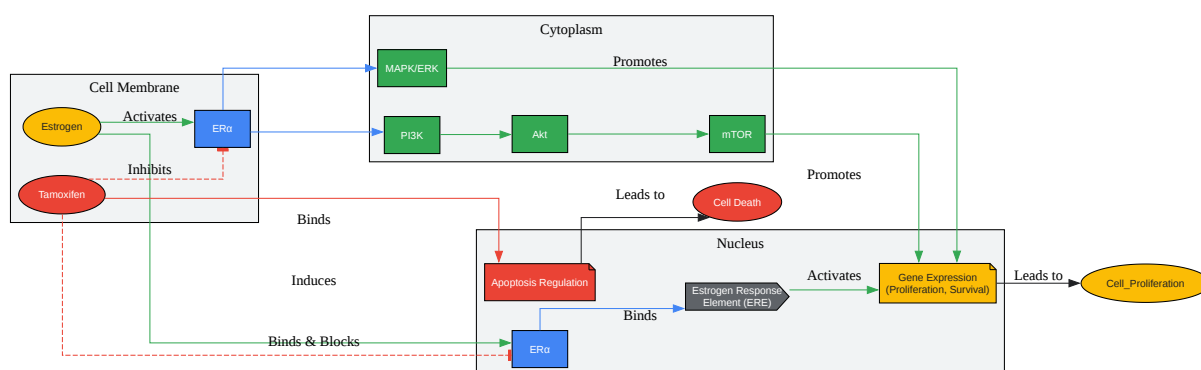 Cytoplasm
MAPK/ERK
Promotes
Cell Membrane
Estrogen
Activates
ERα
PI3K
Akt
mTOR
Inhibits
Promotes
Tamoxifen
Leads to
Cell Death
Binds
Nucleus
Induces
Apoptosis Regulation
Estrogen Response
Element (ERE)
Activates
Gene Expression
(Proliferation, Survival)
Leads to
Cell_Proliferation
Binds
Binds & Blocks
ERα